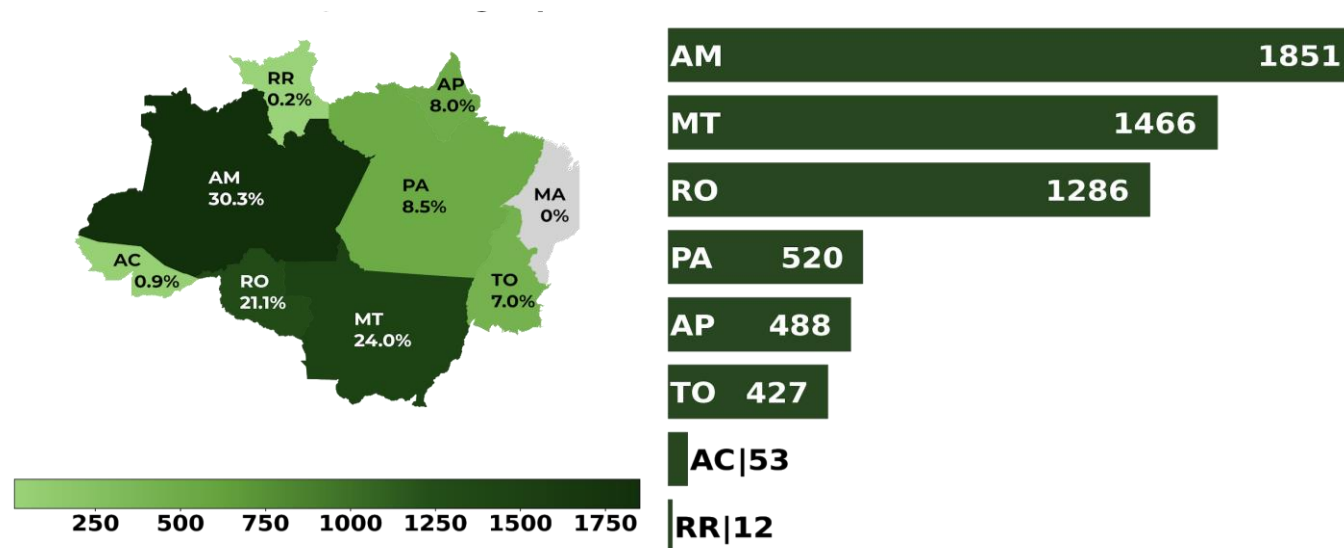 RR
0.2%
AP
8.0%
AM
30.3%
PA
8.5%
MA
0%
AC
0.9%
RO
21.1%
TO
7.0%
MT
24.0%
250 500 750 1000 1250 1500 1750
AM 1851
MT 1466
RO 1286
PA 520
AP 488
TO 427
AC|53
RR|12